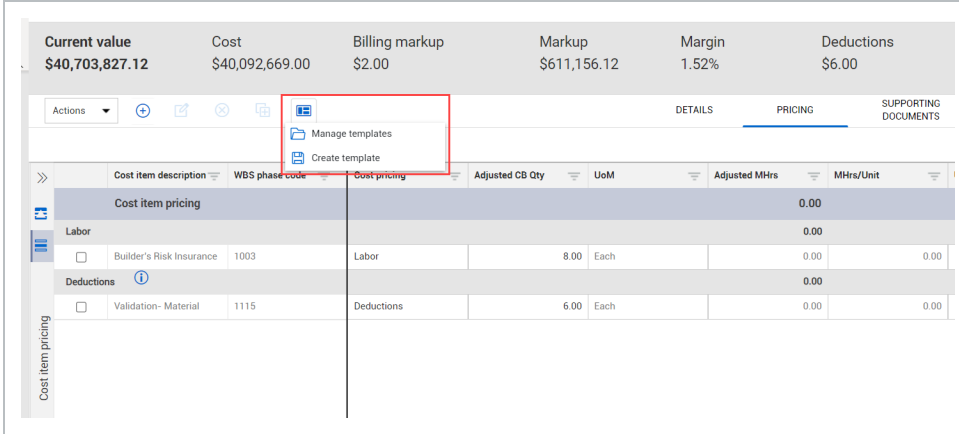 Current value Cost Billing markup Markup Margin Deductions
$40,703,827.12 $40,092,669.00 $2.00 $611,156.12 1.52% $6.00
Actions DETAILS PRICING SUPPORTING
DOCUMENTS
Manage templates
Create template
Cost item description WBS phase code Cost pricing Adjusted CB Qty UoM Adjusted MHrs MHrs/Unit
Cost item pricing 0.00
Labor 0.00
Builder's Risk Insurance 1003 Labor 8.00 Each 0.00 0.00
Deductions 0.00
Validation- Material 1115 Deductions 6.00 Each 0.00 0.00
Cost item pricing